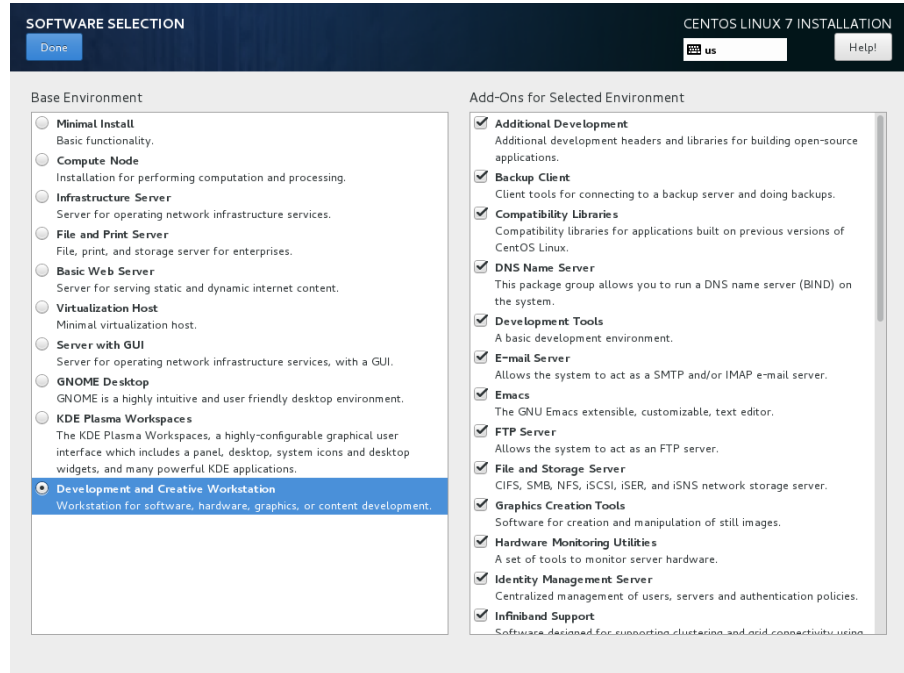 SOFTWARE SELECTION
CENTOS LINUX 7 INSTALLATION
Done
us
Help!
Base Environment
Minimal Install
Basic functionality.
Compute Node
Installation for performing computation and processing.
Infrastructure Server
Server for operating network infrastructure services.
File and Print Server
File, print, and storage server for enterprises.
Basic Web Server
Server for serving static and dynamic internet content.
Virtualization Host
Minimal virtualization host.
Server with GUI
Server for operating network infrastructure services, with a GUI.
GNOME Desktop
GNOME is a highly intuitive and user friendly desktop environment.
KDE Plasma Workspaces
The KDE Plasma Workspaces, a highly-configurable graphical user
interface which includes a panel, desktop, system icons and desktop
widgets, and many powerful KDE applications.
Development and Creative Workstation
Workstation for software, hardware, graphics, or content development.
Add-Ons for Selected Environment
Additional Development
Additional development headers and libraries for building open-source
applications.
Backup Client
Client tools for connecting to a backup server and doing backups.
Compatibility Libraries
Compatibility libraries for applications built on previous versions of
CentOS Linux.
DNS Name Server
This package group allows you to run a DNS name server (BIND) on
the system.
Development Tools
A basic development environment.
E-mail Server
Allows the system to act as a SMTP and/or IMAP e-mail server.
Emacs
The GNU Emacs extensible, customizable, text editor.
FTP Server
Allows the system to act as an FTP server.
File and Storage Server
CIFS, SMB, NFS, iSCSI, iSER, and iSNS network storage server.
Graphics Creation Tools
Software for creation and manipulation of still images.
Hardware Monitoring Utilities
A set of tools to monitor server hardware.
Identity Management Server
Centralized management of users, servers and authentication policies.
Infiniband Support
Software designed for supporting clustering and grid connectivity using